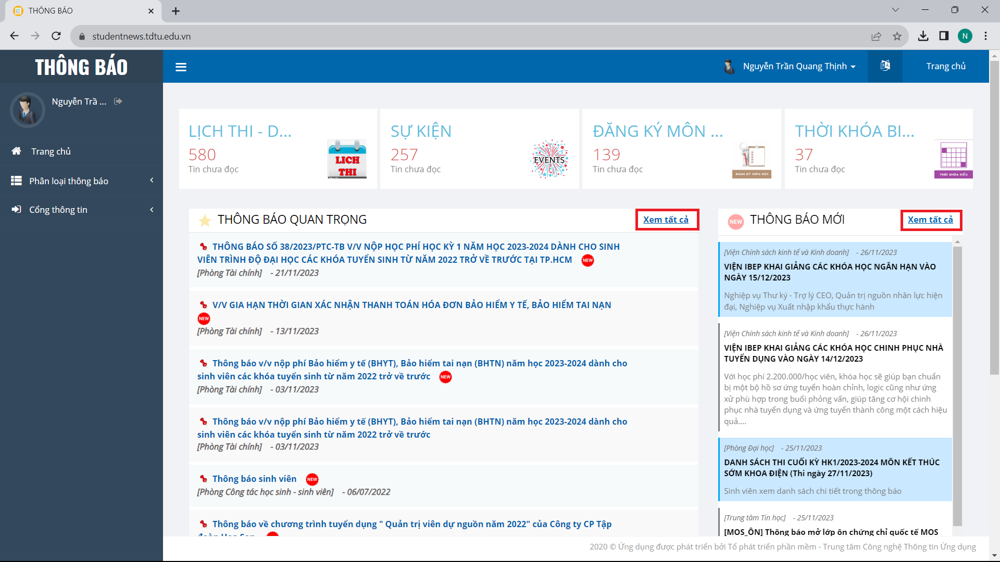 THÔNG BÁO
studentnews.tdtu.edu.vn
N
THÔNG BÁO
Nguyễn Trần Quang Thịnh
Trang chủ
Nguyễn Trầ ...
Trang chủ
Phân loại thông báo
Cổng thông tin
LỊCH THI - D...
580
Tin chưa đọc
LỊCH
THI
SỰ KIỆN
257
Tin chưa đọc
EVENTS
ĐĂNG KÝ MÔN ...
139
Tin chưa đọc
ĐĂNG KÝ MÔN HỌC
THỜI KHÓA BI...
37
Tin chưa đọc
THỜI KHÓA BIỂU
THÔNG BÁO QUAN TRỌNG
Xem tất cả
THÔNG BÁO SỐ 38/2023/PTC-TB V/V NỘP HỌC PHÍ HỌC KỲ 1 NĂM HỌC 2023-2024 DÀNH CHO SINH
VIÊN TRÌNH ĐỘ ĐẠI HỌC CÁC KHÓA TUYỂN SINH TỪ NĂM 2022 TRỞ VỀ TRƯỚC TẠI TP.HCM NEW
[Phòng Tài chính] - 21/11/2023
V/V GIA HẠN THỜI GIAN XÁC NHẬN THANH TOÁN HÓA ĐƠN BẢO HIỂM Y TẾ, BẢO HIỂM TAI NẠN
NEW
[Phòng Tài chính] - 13/11/2023
Thông báo v/v nộp phí Bảo hiểm y tế (BHYT), Bảo hiểm tai nạn (BHTN) năm học 2023-2024 dành cho
sinh viên các khóa tuyển sinh từ năm 2022 trở về trước NEW
[Phòng Tài chính] - 03/11/2023
Thông báo v/v nộp phí Bảo hiểm y tế (BHYT), Bảo hiểm tai nạn (BHTN) năm học 2023-2024 dành cho
sinh viên các khóa tuyển sinh từ năm 2022 trở về trước
[Phòng Tài chính] - 03/11/2023
Thông báo sinh viên NEW
[Phòng Công tác học sinh - sinh viên] - 06/07/2022
Thông báo về chương trình tuyển dụng " Quản trị viên dự nguồn năm 2022" của Công ty CP Tập
đoàn Hoa Sen
NEW THÔNG BÁO MỚI
Xem tất cả
[Viện Chính sách kinh tế và Kinh doanh] - 26/11/2023
VIỆN IBEP KHAI GIẢNG CÁC KHÓA HỌC NGẮN HẠN VÀO
NGÀY 15/12/2023
Nghiệp vụ Thư ký - Trợ lý CEO, Quản trị nguồn nhân lực hiện
đại, Nghiệp vụ Xuất nhập khẩu thực hành
[Viện Chính sách kinh tế và Kinh doanh] - 26/11/2023
VIỆN IBEP KHAI GIẢNG CÁC KHÓA HỌC CHINH PHỤC NHÀ
TUYỂN DỤNG VÀO NGÀY 14/12/2023
Với học phí 2.200.000/học viên, khóa học sẽ giúp bạn chuẩn
bị một bộ hồ sơ ứng tuyển hoàn chỉnh, logic cũng như ứng
xử phù hợp trong buổi phỏng vấn, giúp tăng cơ hội chinh
phục nhà tuyển dụng và ứng tuyển thành công một cách hiệu
quả....
[Phòng Đại học] - 25/11/2023
DANH SÁCH THI CUỐI KỲ HK1/2023-2024 MÔN KẾT THÚC
SỚM KHOA ĐIỆN (Thi ngày 27/11/2023)
Sinh viên xem danh sách chi tiết trong thông báo
[Trung tâm Tin học] - 25/11/2023
[MOS_ÔN] Thông báo mở lớp ôn chứng chỉ quốc tế MOS
2020 © Ứng dụng được phát triển bởi Tổ phát triển phần mềm - Trung tâm Công nghệ Thông tin Ứng dụng